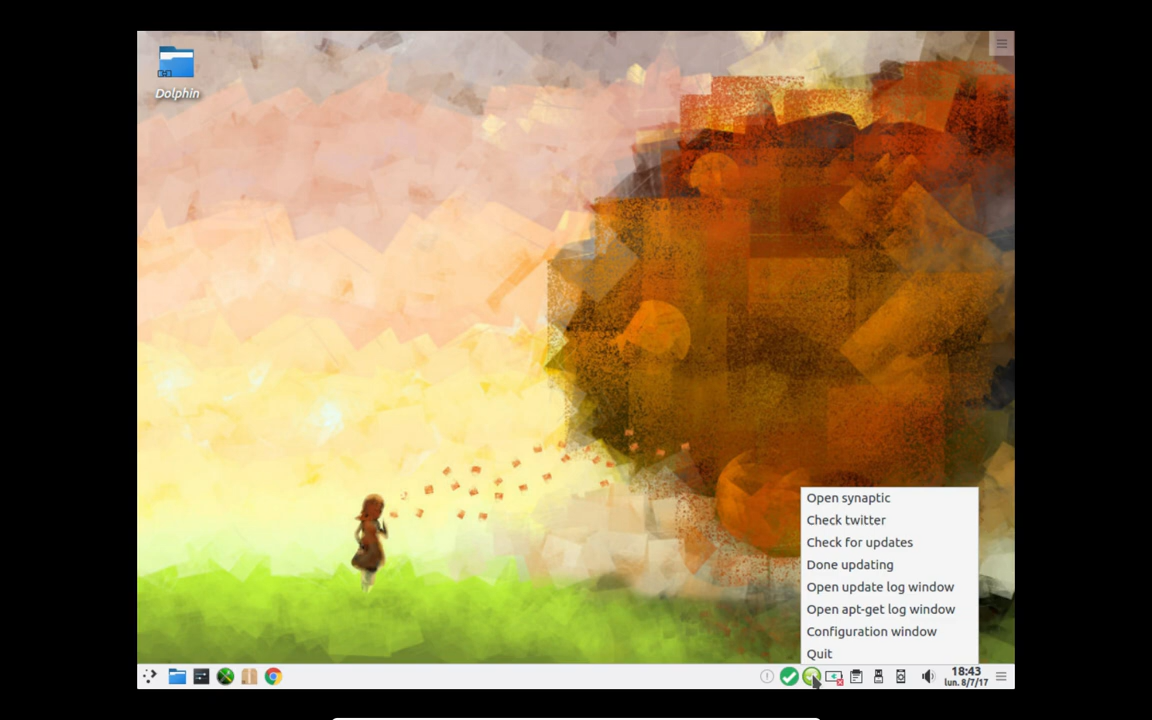 Dolphin
Open synaptic
Check twitter
Check for updates
Done updating
Open update log window
Open apt-get log window
Configuration window
Quit
18:43
lun. 8/7/17